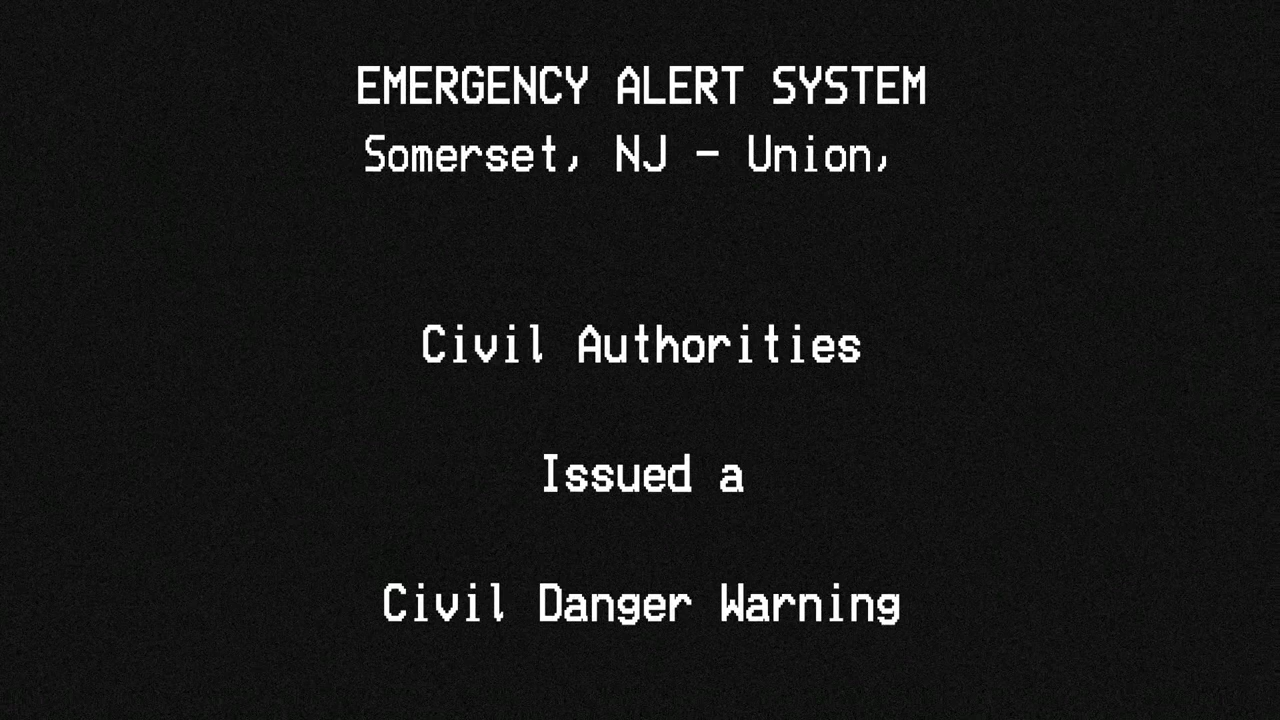 EMERGENCY ALERT SYSTEM
Somerset, NJ - Union,
Civil Authorities
Issued a
Civil Danger Warning